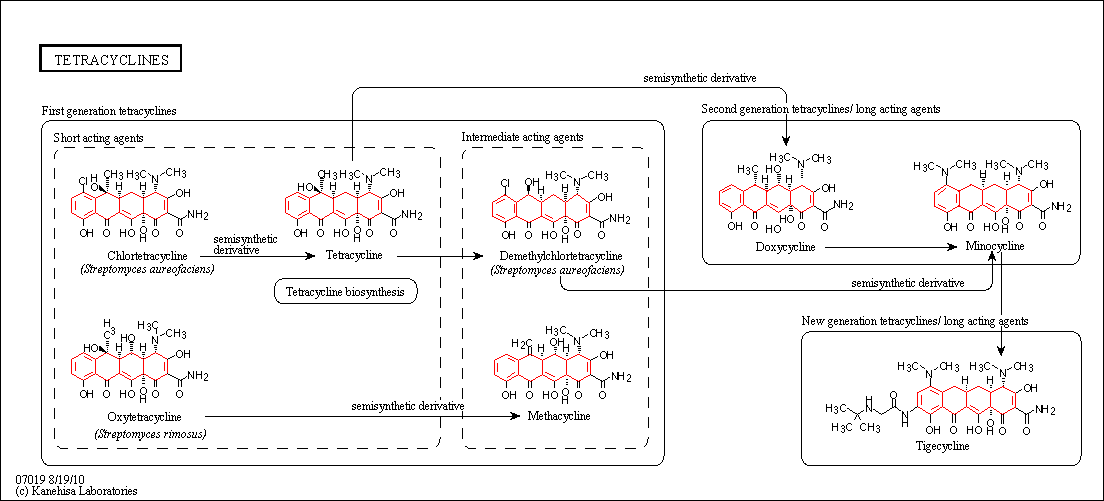 TETRACYCLINES
semisynthetic derivative
First generation tetracyclines
Second generation tetracyclines/ long acting agents
Short acting agents
Intermediate acting agents
Chlortetracycline
(Streptomyces aureofaciens)
semisynthetic
derivative
Tetracycline
Tetracycline biosynthesis
Demethylchlortetracycline
(Streptomyces aureofaciens)
Doxycycline
Minocycline
semisynthetic derivative
New generation tetracyclines/ long acting agents
Oxytetracycline
(Streptomyces rimosus)
semisynthetic derivative
Methacycline
Tigecycline
07019 8/19/10
(c) Kanehisa Laboratories